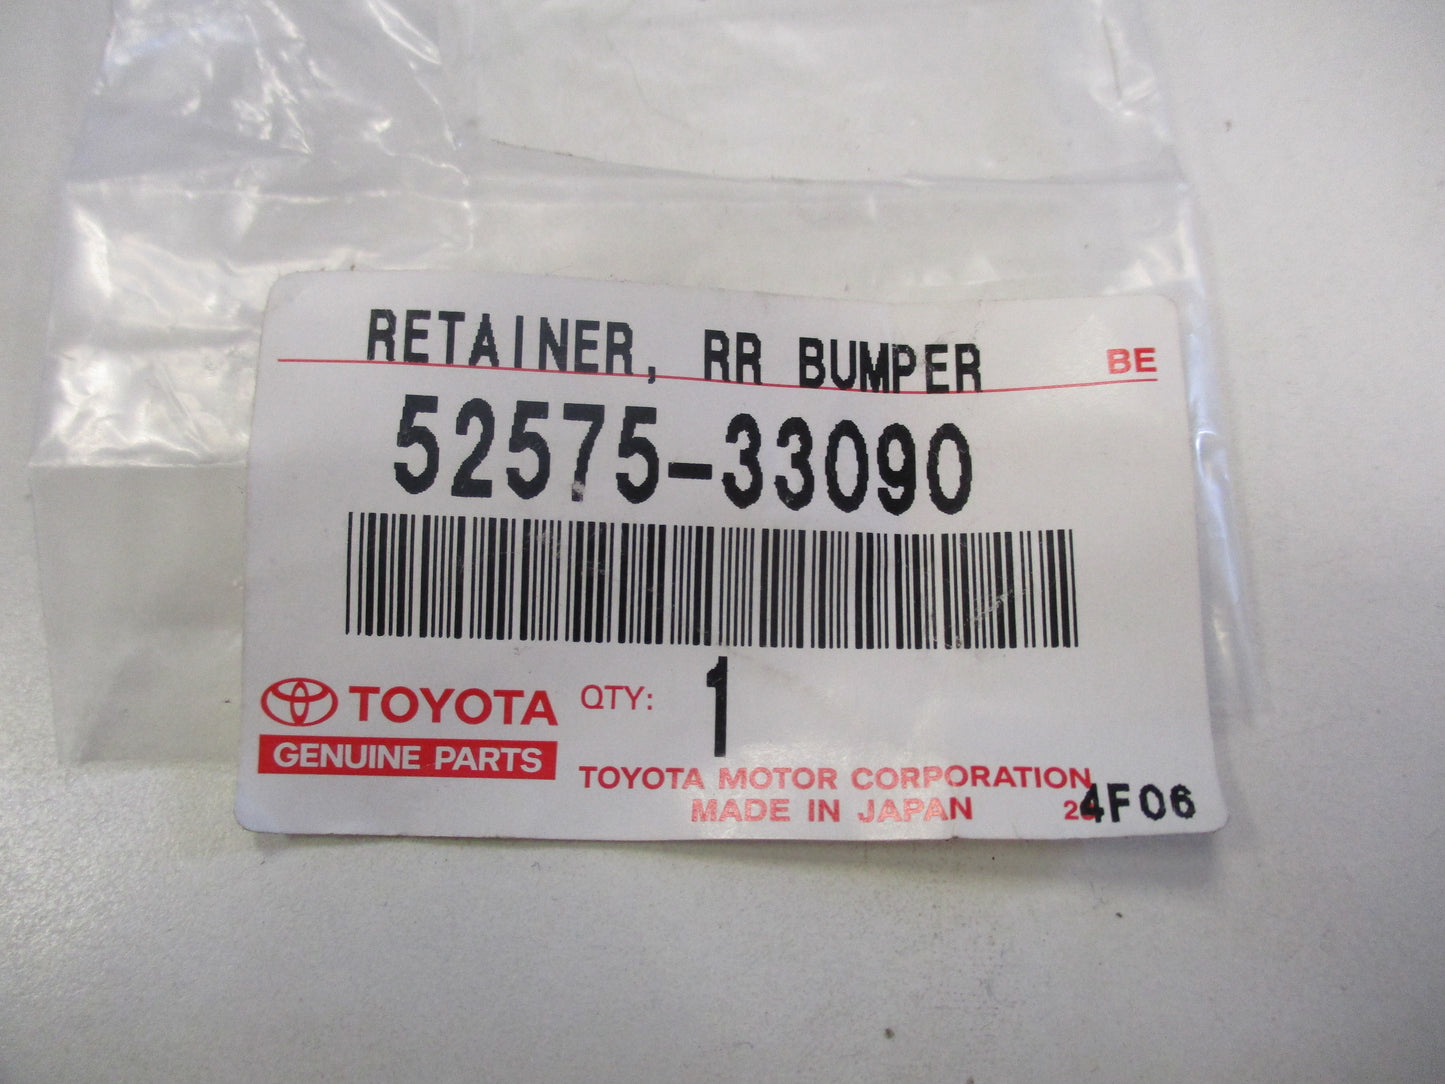 RETAINER, RR BUMPER BE
52575-33090
TOYOTA QTY: 1
GENUINE PARTS
TOYOTA MOTOR CORPORATION
MADE IN JAPAN 4F06